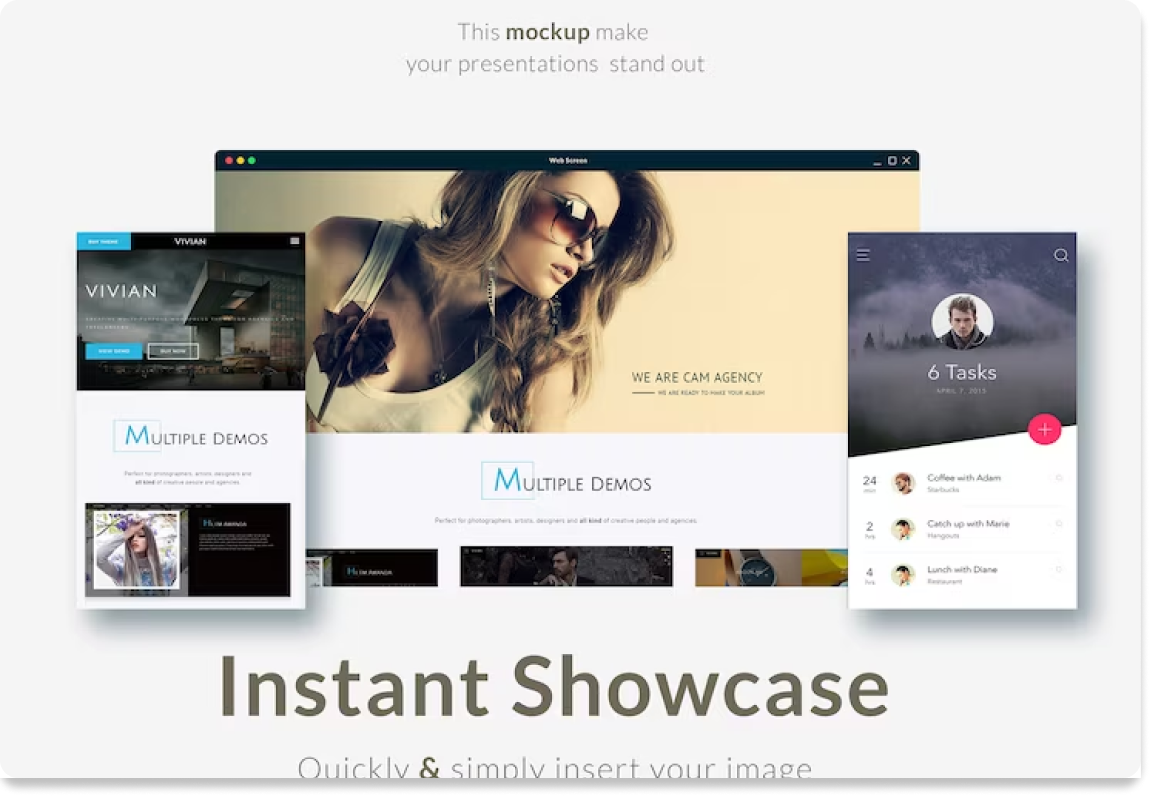 This mockup make
your presentations stand out
Web Screen
BUY THEME
VIVIAN
VIVIAN
VIEW DEMO
BUY NOW
MULTIPLE DEMOS
Perfect for photographers, artists, designers and
all kind of creative people and agencies.
HI, I'M AMANDA
WE ARE CAM AGENCY
WE ARE READY TO MAKE YOUR ALBUM
MULTIPLE DEMOS
Perfect for photographers, artists, designers and all kind of creative people and agencies.
HI, I'M AMANDA
6 Tasks
APRIL 7, 2015
24
min
Coffee with Adam
Starbucks
2
hrs
Catch up with Marie
Hangouts
4
hrs
Lunch with Diane
Restaurant
Instant Showcase
Quickly & simply insert your image